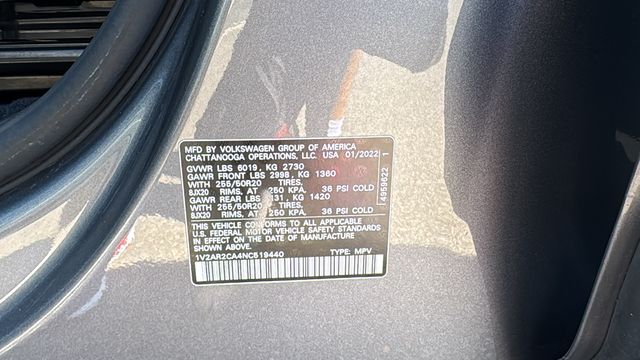 MFD BY VOLKSWAGEN GROUP OF AMERICA
CHATTANOOGA OPERATIONS, LLC. USA 01/2022
GVWR LBS 6019, KG 2730
GAWR FRONT LBS 2998, KG 1360
WITH 255/50R20 TIRES,
8JX20 RIMS, AT 250 KPA, 36 PSI COLD
GAWR REAR LBS 3131, KG 1420
WITH 255/50R20 TIRES,
8JX20 RIMS, AT 250 KPA, 36 PSI COLD
THIS VEHICLE CONFORMS TO ALL APPLICABLE
U.S. FEDERAL MOTOR VEHICLE SAFETY STANDARDS
IN EFFECT ON THE DATE OF MANUFACTURE
SHOWN ABOVE.
1V2AR2CA4NC519440 TYPE: MPV
4959622 1